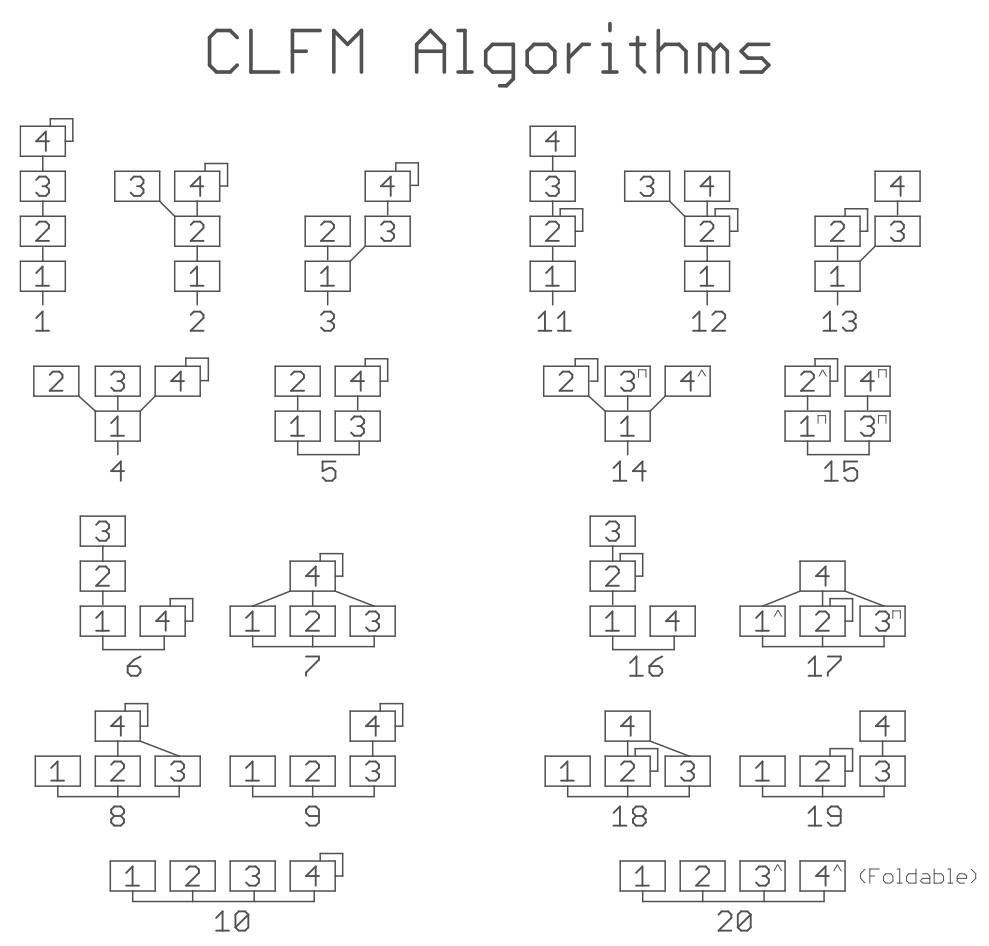 CLFM Algorithms
4 4
3 3 4 4 3 3 4 4
2 2 2 3 2 2 2 3
1 1 1 1 1 1
1 2 3 11 12 13
2 3 4 2 4 2 3⊓ 4^ 2^ 4⊓
1 1 3 1 1⊓ 3⊓
4 5 14 15
3 3
2 4 2 4
1 4 1 2 3 1 4 1^ 2 3⊓
6 7 16 17
4 4 4 4
1 2 3 1 2 3 1 2 3 1 2 3
8 9 18 19
1 2 3 4 1 2 3^ 4^ (Foldable)
10 20